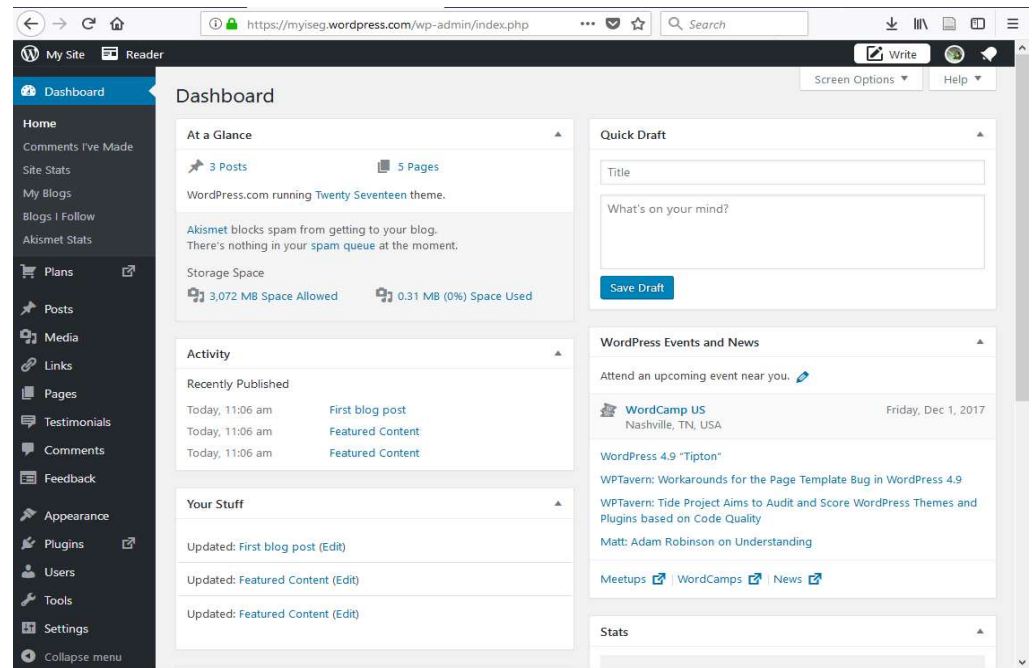 https://myiseg.wordpress.com/wp-admin/index.php
Search
My Site
Reader
Write
Dashboard
Home
Comments I've Made
Site Stats
My Blogs
Blogs I Follow
Akismet Stats
Plans
Posts
Media
Links
Pages
Testimonials
Comments
Feedback
Appearance
Plugins
Users
Tools
Settings
Collapse menu
Screen Options ▼
Help ▼
Dashboard
At a Glance
3 Posts
5 Pages
WordPress.com running Twenty Seventeen theme.
Akismet blocks spam from getting to your blog.
There's nothing in your spam queue at the moment.
Storage Space
3,072 MB Space Allowed
0.31 MB (0%) Space Used
Activity
Recently Published
Today, 11:06 am First blog post
Today, 11:06 am Featured Content
Today, 11:06 am Featured Content
Your Stuff
Updated: First blog post (Edit)
Updated: Featured Content (Edit)
Updated: Featured Content (Edit)
Quick Draft
Title
What's on your mind?
Save Draft
WordPress Events and News
Attend an upcoming event near you.
WordCamp US Friday, Dec 1, 2017
Nashville, TN, USA
WordPress 4.9 “Tipton”
WPTavern: Workarounds for the Page Template Bug in WordPress 4.9
WPTavern: Tide Project Aims to Audit and Score WordPress Themes and
Plugins based on Code Quality
Matt: Adam Robinson on Understanding
Meetups | WordCamps | News
Stats